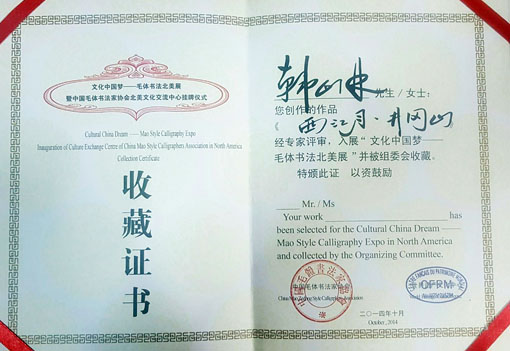 文化中国梦——毛体书法北美展
暨中国毛体书法家协会北美文化交流中心挂牌仪式
Cultural China Dream —— Mao Style Calligraphy Expo
Inauguration of Culture Exchange Centre of China Mao Style Calligraphers Association in North America
Collection Certificate
收藏证书
韩 先生/女士:
您创作的作品
《西江月·井冈山》
经专家评审,入展“文化中国梦——
毛体书法北美展”并被组委会收藏。
特颁此证 以资鼓励
Mr. / Ms
Your work has
been selected for the Cultural China Dream ——
Mao Style Calligraphy Expo in North America
and collected by the Organizing Committee.
中国毛体书法家协会
OFRM
二〇一四年十月
October, 2014